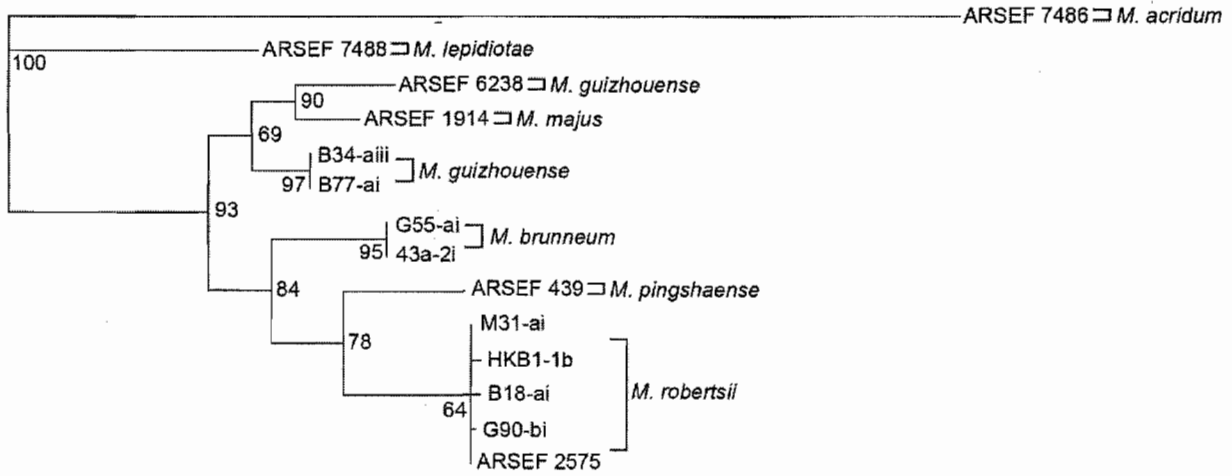 ARSEF 7486 M. acridum
ARSEF 7488 M. lepidiotae
100
ARSEF 6238 M. guizhouense
90
ARSEF 1914 M. majus
69
B34-aiii
M. guizhouense
97 B77-ai
93
G55-ai
M. brunneum
95 43a-2i
84
ARSEF 439 M. pingshaense
M31-ai
78
HKB1-1b
B18-ai M. robertsii
64
G90-bi
ARSEF 2575